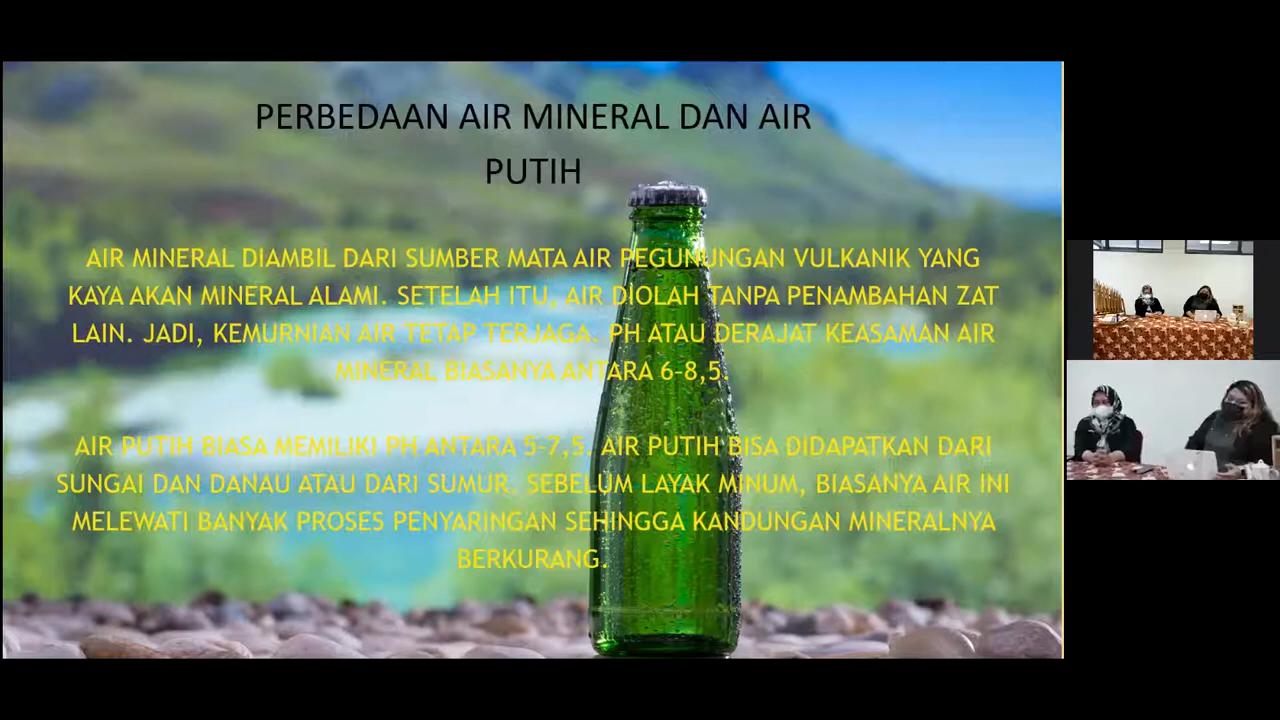 PERBEDAAN AIR MINERAL DAN AIR
PUTIH
AIR MINERAL DIAMBIL DARI SUMBER MATA AIR PEGUNUNGAN VULKANIK YANG
KAYA AKAN MINERAL ALAMI. SETELAH ITU, AIR DIOLAH TANPA PENAMBAHAN ZAT
LAIN. JADI, KEMURNIAN AIR TETAP TERJAGA. PH ATAU DERAJAT KEASAMAN AIR
MINERAL BIASANYA ANTARA 6-8,5.
AIR PUTIH BIASA MEMILIKI PH ANTARA 5-7,5. AIR PUTIH BISA DIDAPATKAN DARI
SUNGAI DAN DANAU ATAU DARI SUMUR. SEBELUM LAYAK MINUM, BIASANYA AIR INI
MELEWATI BANYAK PROSES PENYARINGAN SEHINGGA KANDUNGAN MINERALNYA
BERKURANG.